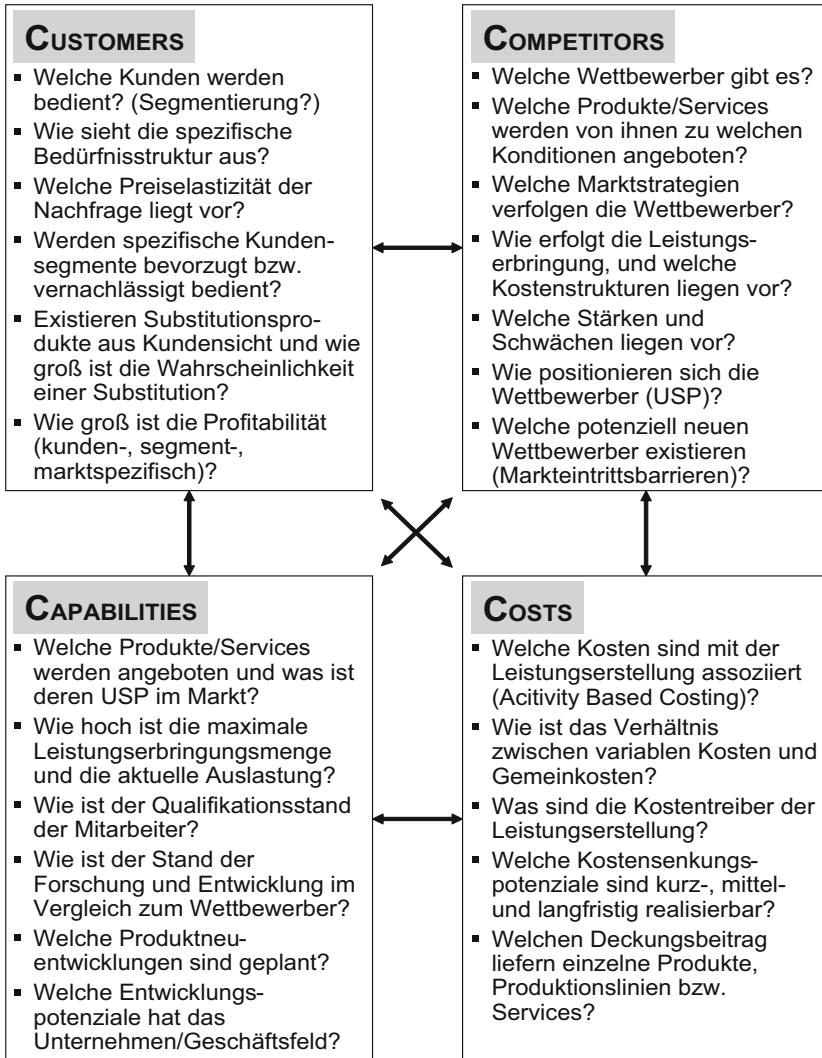 CUSTOMERS
▪ Welche Kunden werden
bedient? (Segmentierung?)
▪ Wie sieht die spezifische
Bedürfnisstruktur aus?
▪ Welche Preiselastizität der
Nachfrage liegt vor?
▪ Werden spezifische Kunden-
segmente bevorzugt bzw.
vernachlässigt bedient?
▪ Existieren Substitutionspro-
dukte aus Kundensicht und wie
groß ist die Wahrscheinlichkeit
einer Substitution?
▪ Wie groß ist die Profitabilität
(kunden-, segment-,
marktspezifisch)?
COMPETITORS
▪ Welche Wettbewerber gibt es?
▪ Welche Produkte/Services
werden von ihnen zu welchen
Konditionen angeboten?
▪ Welche Marktstrategien
verfolgen die Wettbewerber?
▪ Wie erfolgt die Leistungs-
erbringung, und welche
Kostenstrukturen liegen vor?
▪ Welche Stärken und
Schwächen liegen vor?
▪ Wie positionieren sich die
Wettbewerber (USP)?
▪ Welche potenziell neuen
Wettbewerber existieren
(Markteintrittsbarrieren)?
CAPABILITIES
▪ Welche Produkte/Services
werden angeboten und was ist
deren USP im Markt?
▪ Wie hoch ist die maximale
Leistungserbringungsmenge
und die aktuelle Auslastung?
▪ Wie ist der Qualifikationsstand
der Mitarbeiter?
▪ Wie ist der Stand der
Forschung und Entwicklung im
Vergleich zum Wettbewerber?
▪ Welche Produktneu-
entwicklungen sind geplant?
▪ Welche Entwicklungs-
potenziale hat das
Unternehmen/Geschäftsfeld?
COSTS
▪ Welche Kosten sind mit der
Leistungserstellung assoziiert
(Acitivity Based Costing)?
▪ Wie ist das Verhältnis
zwischen variablen Kosten und
Gemeinkosten?
▪ Was sind die Kostentreiber der
Leistungserstellung?
▪ Welche Kostensenkungs-
potenziale sind kurz-, mittel-
und langfristig realisierbar?
▪ Welchen Deckungsbeitrag
liefern einzelne Produkte,
Produktionslinien bzw.
Services?